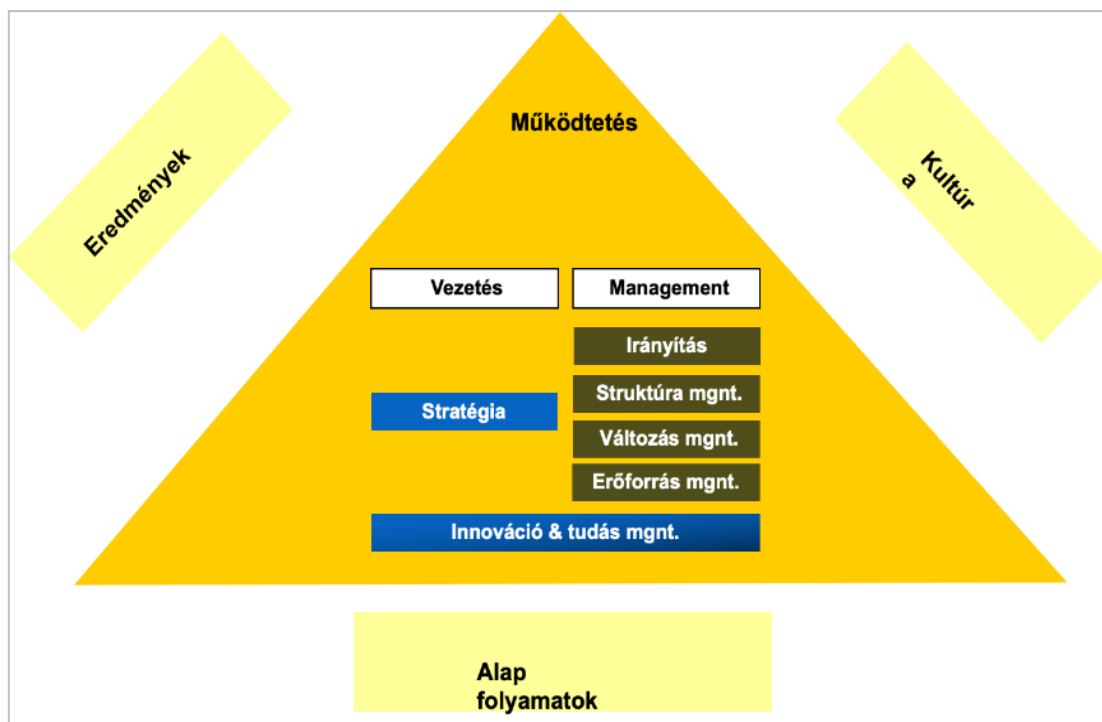 Működtetés
Eredmények
Kultúr
a
Vezetés
Management
Irányítás
Stratégia
Struktúra mgnt.
Változás mgnt.
Erőforrás mgnt.
Innováció & tudás mgnt.
Alap
folyamatok